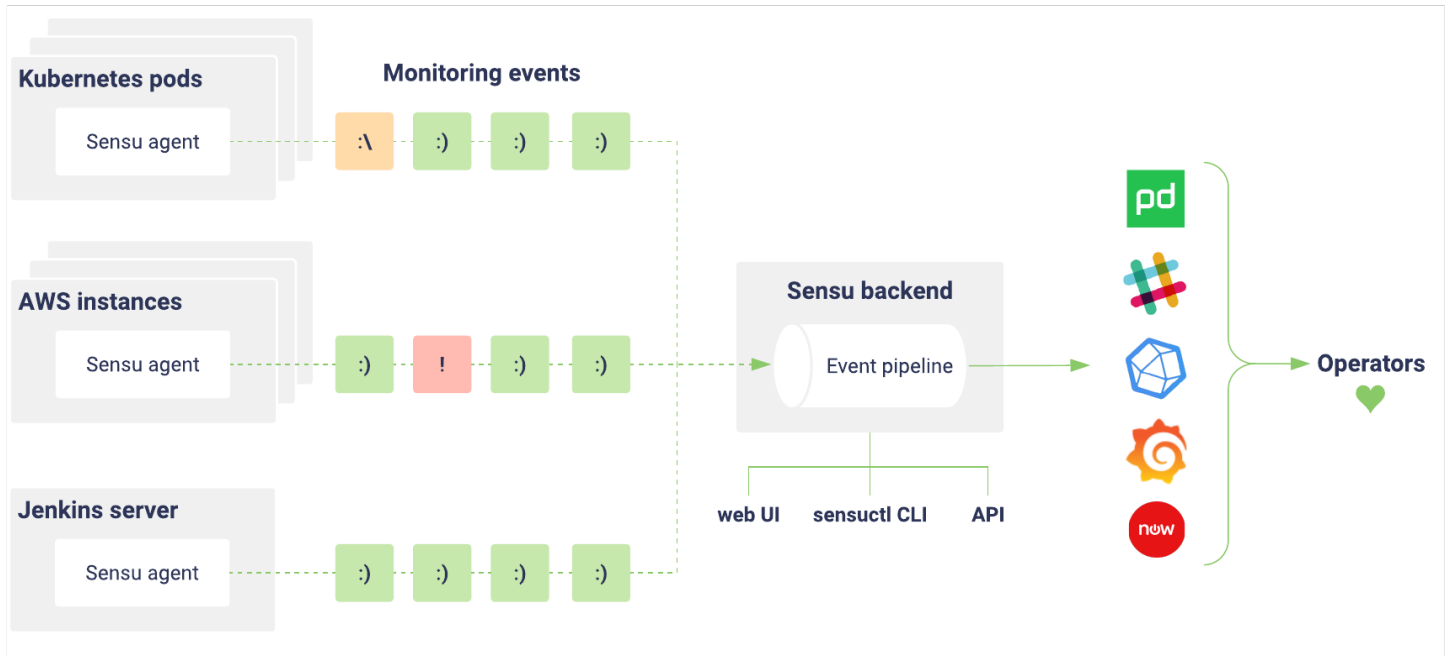 Kubernetes pods
Sensu agent
Monitoring events
:\ :) :) :)
AWS instances
Sensu agent
:) ! :) :)
Jenkins server
Sensu agent
:) :) :) :)
Sensu backend
Event pipeline
web UI
sensuctl CLI
API
pd
now
Operators